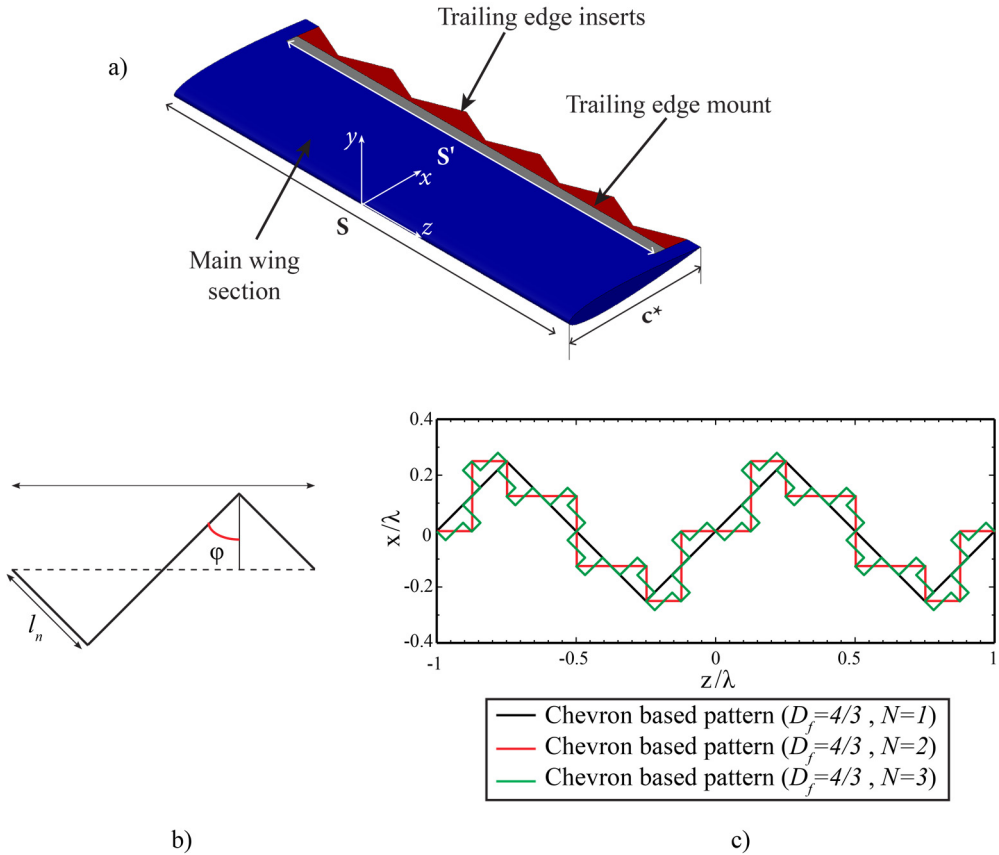 a)
Trailing edge inserts
Trailing edge mount
y
S'
x
S
z
Main wing
section
c*
φ
l_n
b)
0.4
0.2
0
-0.2
-0.4
x/λ
-1
-0.5
0
0.5
1
z/λ
Chevron based pattern (D_f=4/3 , N=1)
Chevron based pattern (D_f=4/3 , N=2)
Chevron based pattern (D_f=4/3 , N=3)
c)